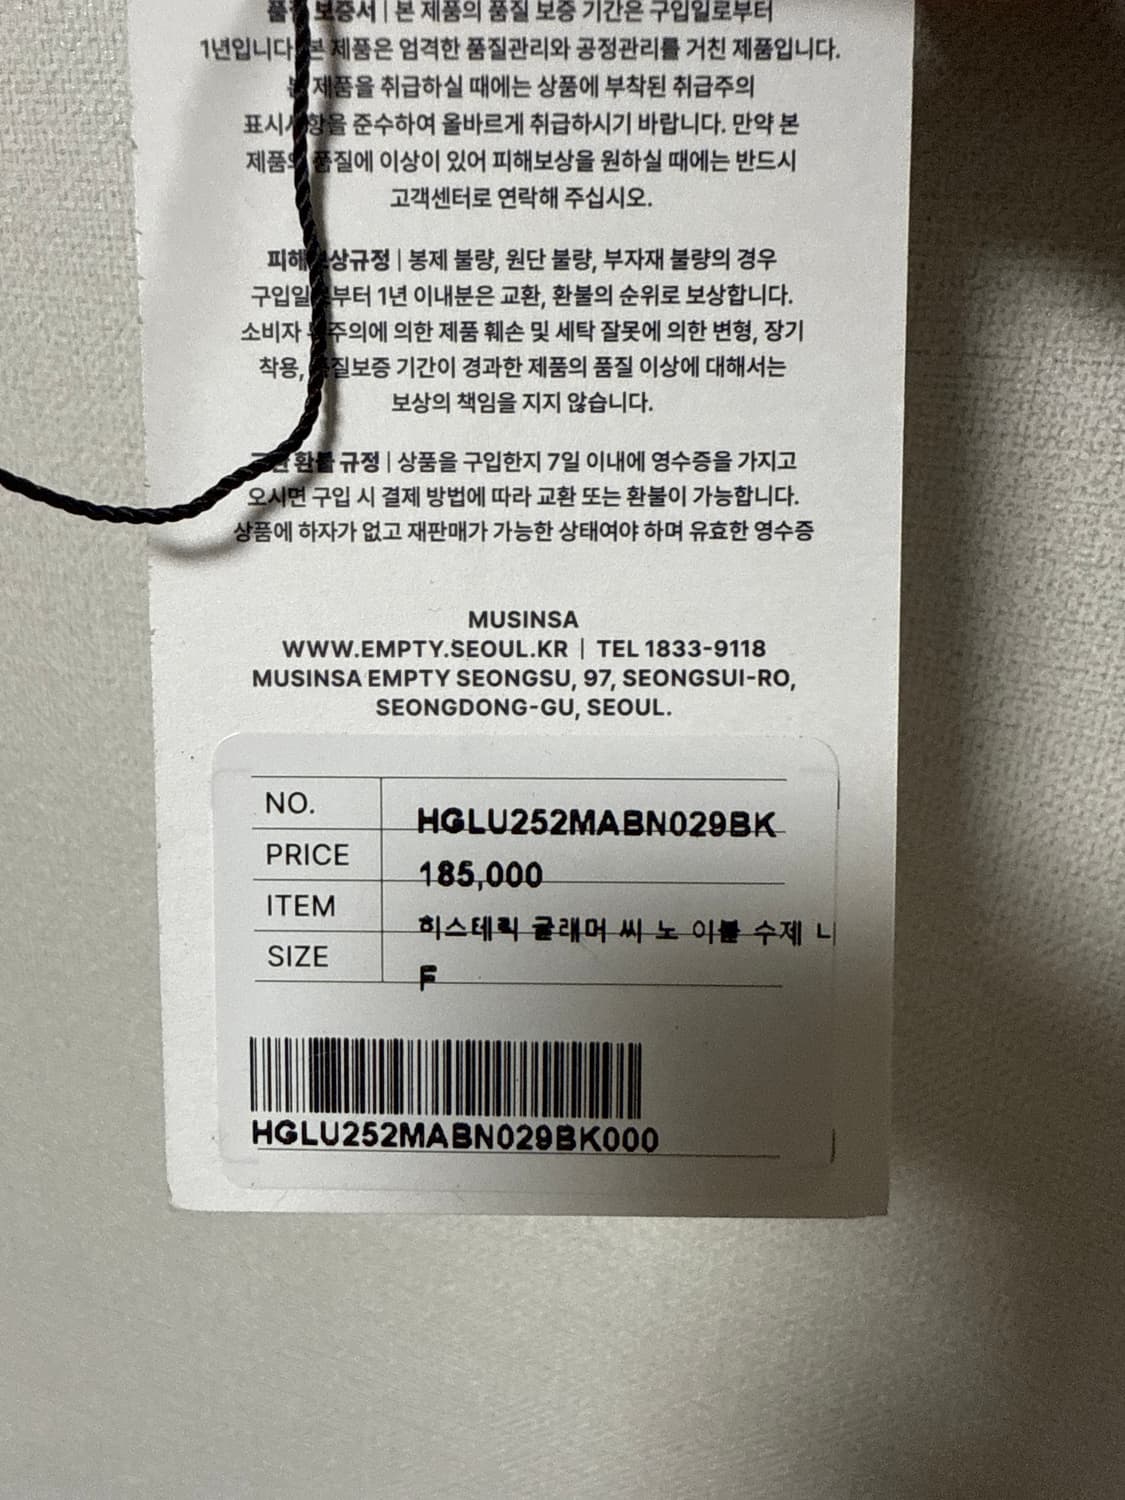 품질 보증서 | 본 제품의 품질 보증 기간은 구입일로부터
1년입니다. 본 제품은 엄격한 품질관리와 공정관리를 거친 제품입니다.
본 제품을 취급하실 때에는 상품에 부착된 취급주의
표시사항을 준수하여 올바르게 취급하시기 바랍니다. 만약 본
제품의 품질에 이상이 있어 피해보상을 원하실 때에는 반드시
고객센터로 연락해 주십시오.
피해보상규정 | 봉제 불량, 원단 불량, 부자재 불량의 경우
구입일로부터 1년 이내분은 교환, 환불의 순위로 보상합니다.
소비자 부주의에 의한 제품 훼손 및 세탁 잘못에 의한 변형, 장기
착용, 품질보증 기간이 경과한 제품의 품질 이상에 대해서는
보상의 책임을 지지 않습니다.
교환 환불 규정 | 상품을 구입한지 7일 이내에 영수증을 가지고
오시면 구입 시 결제 방법에 따라 교환 또는 환불이 가능합니다.
상품에 하자가 없고 재판매가 가능한 상태여야 하며 유효한 영수증
MUSINSA
WWW.EMPTY.SEOUL.KR | TEL 1833-9118
MUSINSA EMPTY SEONGSU, 97, SEONGSUI-RO,
SEONGDONG-GU, SEOUL.
NO. HGLU252MABN029BK
PRICE 185,000
ITEM 히스테릭 글래머 씨 노 이블 수제 니
SIZE F
HGLU252MABN029BK000